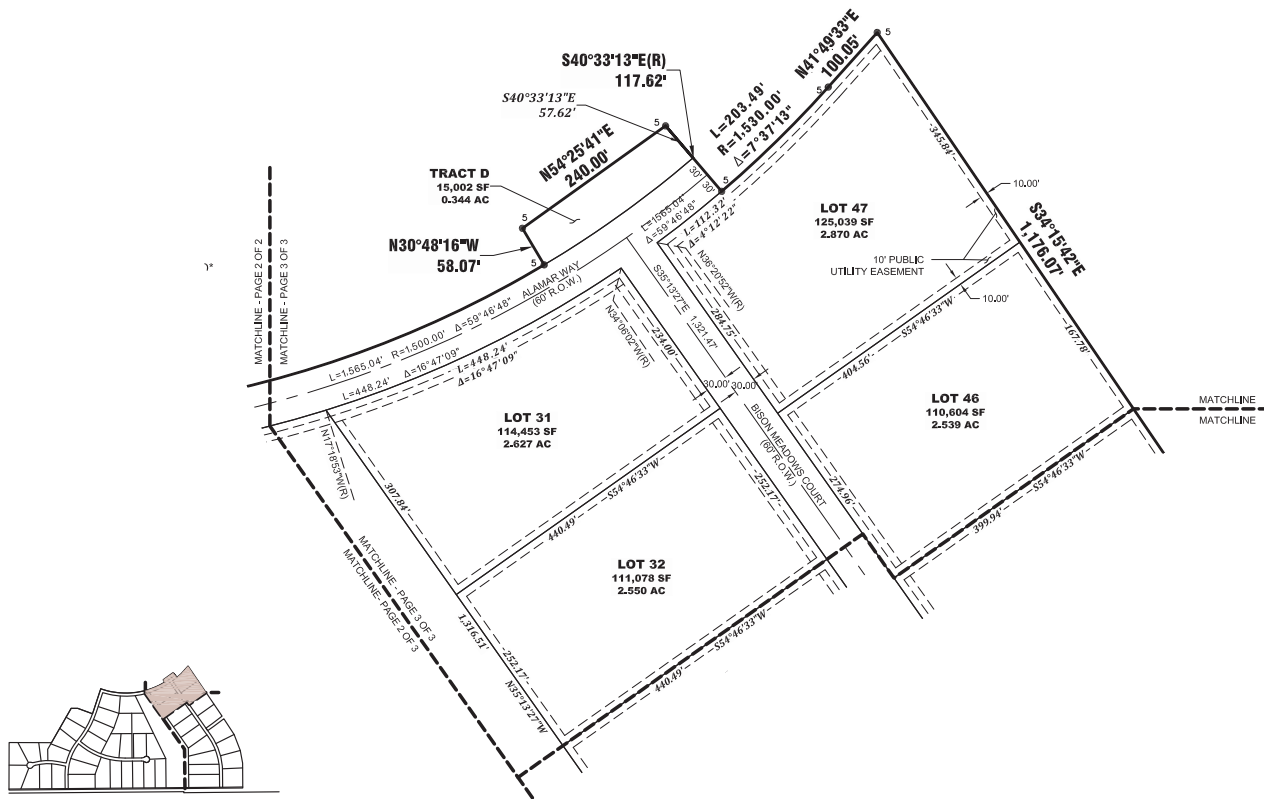 S40°33'13"E(R)
117.62'
S40°33'13"E
57.62'
N54°25'41"E
240.00'
L=203.49'
R=1,530.00'
Δ=7°37'13"
N41°49'33"E
100.05'
5
5
5
5
5
5
TRACT D
15,002 SF
0.344 AC
N30°48'16"W
58.07'
30'
30'
L=1565.04'
Δ=59°46'48"
L=112.32'
Δ=4°12'22"
345.84'
10.00'
S34°15'42"E
1,176.07'
LOT 47
125,039 SF
2.870 AC
10' PUBLIC
UTILITY EASEMENT
10.00'
MATCHLINE - PAGE 2 OF 2
MATCHLINE - PAGE 3 OF 3
)*
L=1,565.04' R=1,500.00' Δ=59°46'48"
ALAMAR WAY
(60' R.O.W.)
L=448.24' Δ=16°47'09"
L=448.24'
Δ=16°47'09"
N34°06'02"W(R)
234.00'
S35°13'27"E 1,321.47'
N36°20'52"W(R)
284.75'
S54°46'33"W
404.56'
167.78'
30.00'
30.00'
LOT 46
110,604 SF
2.539 AC
MATCHLINE
MATCHLINE
LOT 31
114,453 SF
2.627 AC
N17°18'53"W(R)
307.84'
BISON MEADOWS COURT
(60' R.O.W.)
252.17'
274.96'
S54°46'33"W
440.49'
S54°46'33"W
399.94'
MATCHLINE - PAGE 3 OF 3
MATCHLINE- PAGE 2 OF 3
LOT 32
111,078 SF
2.550 AC
1,316.51'
252.17'
N35°13'27"W
S54°46'33"W
440.49'